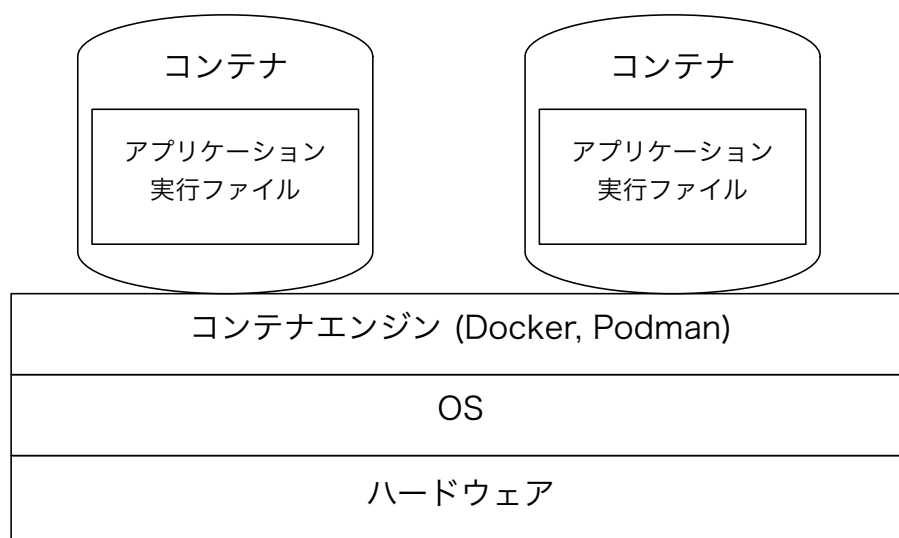 コンテナ
アプリケーション
実行ファイル
コンテナ
アプリケーション
実行ファイル
コンテナエンジン (Docker, Podman)
OS
ハードウェア